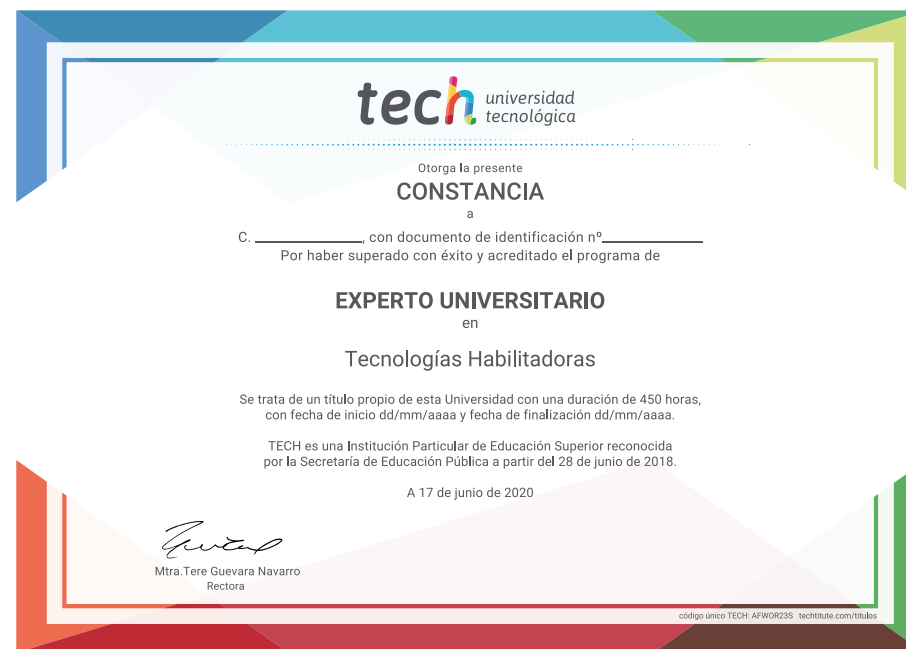 tech universidad
tecnológica
Otorga la presente
CONSTANCIA
a
C. ____________, con documento de identificación nº____________
Por haber superado con éxito y acreditado el programa de
EXPERTO UNIVERSITARIO
en
Tecnologías Habilitadoras
Se trata de un título propio de esta Universidad con una duración de 450 horas,
con fecha de inicio dd/mm/aaaa y fecha de finalización dd/mm/aaaa.
TECH es una Institución Particular de Educación Superior reconocida
por la Secretaría de Educación Pública a partir del 28 de junio de 2018.
A 17 de junio de 2020
Mtra.Tere Guevara Navarro
Rectora
código único TECH: AFWOR23S techtitute.com/titulos